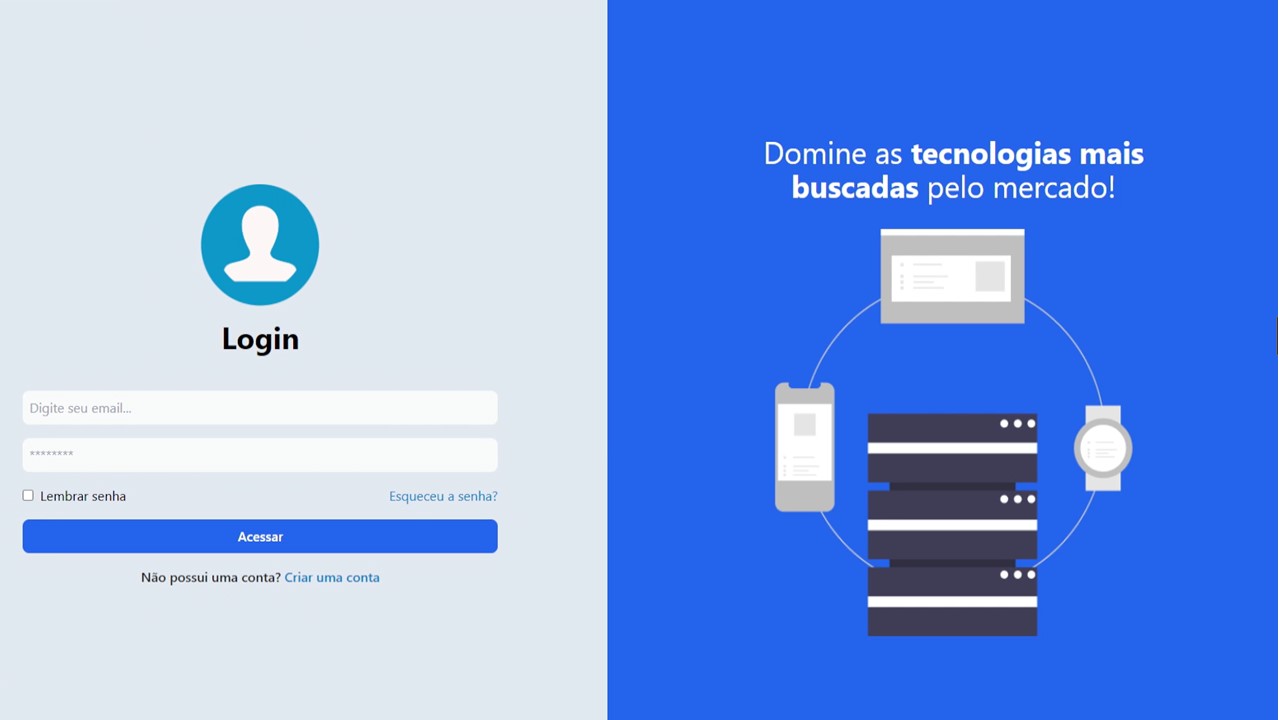 Login
Digite seu email...
********
Lembrar senha
Esqueceu a senha?
Acessar
Não possui uma conta? Criar uma conta
Domine as tecnologias mais
buscadas pelo mercado!